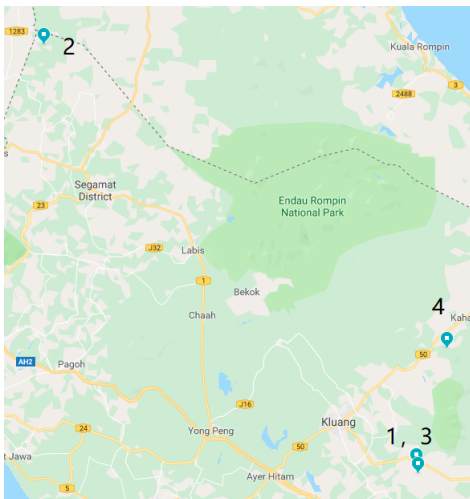 1283
2
Kuala Rompin
3
2488
s
Segamat
District
Endau Rompin
National Park
23
J32
Labis
1
Bekok
4
Chaah
Kaha
50
AH2
Pagoh
J16
Kluang
1, 3
24
Yong Peng
50
t Jawa
5
Ayer Hitam